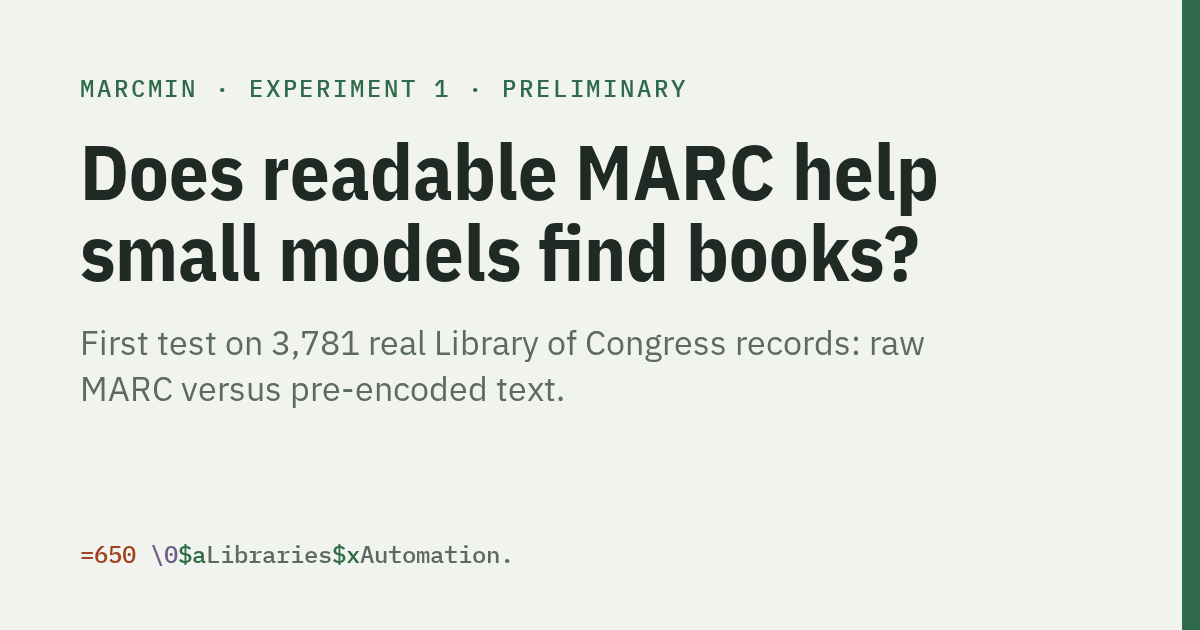 MARCMIN · EXPERIMENT 1 · PRELIMINARY
Does readable MARC help
small models find books?
First test on 3,781 real Library of Congress records: raw
MARC versus pre-encoded text.
=650 \0$aLibraries$xAutomation.